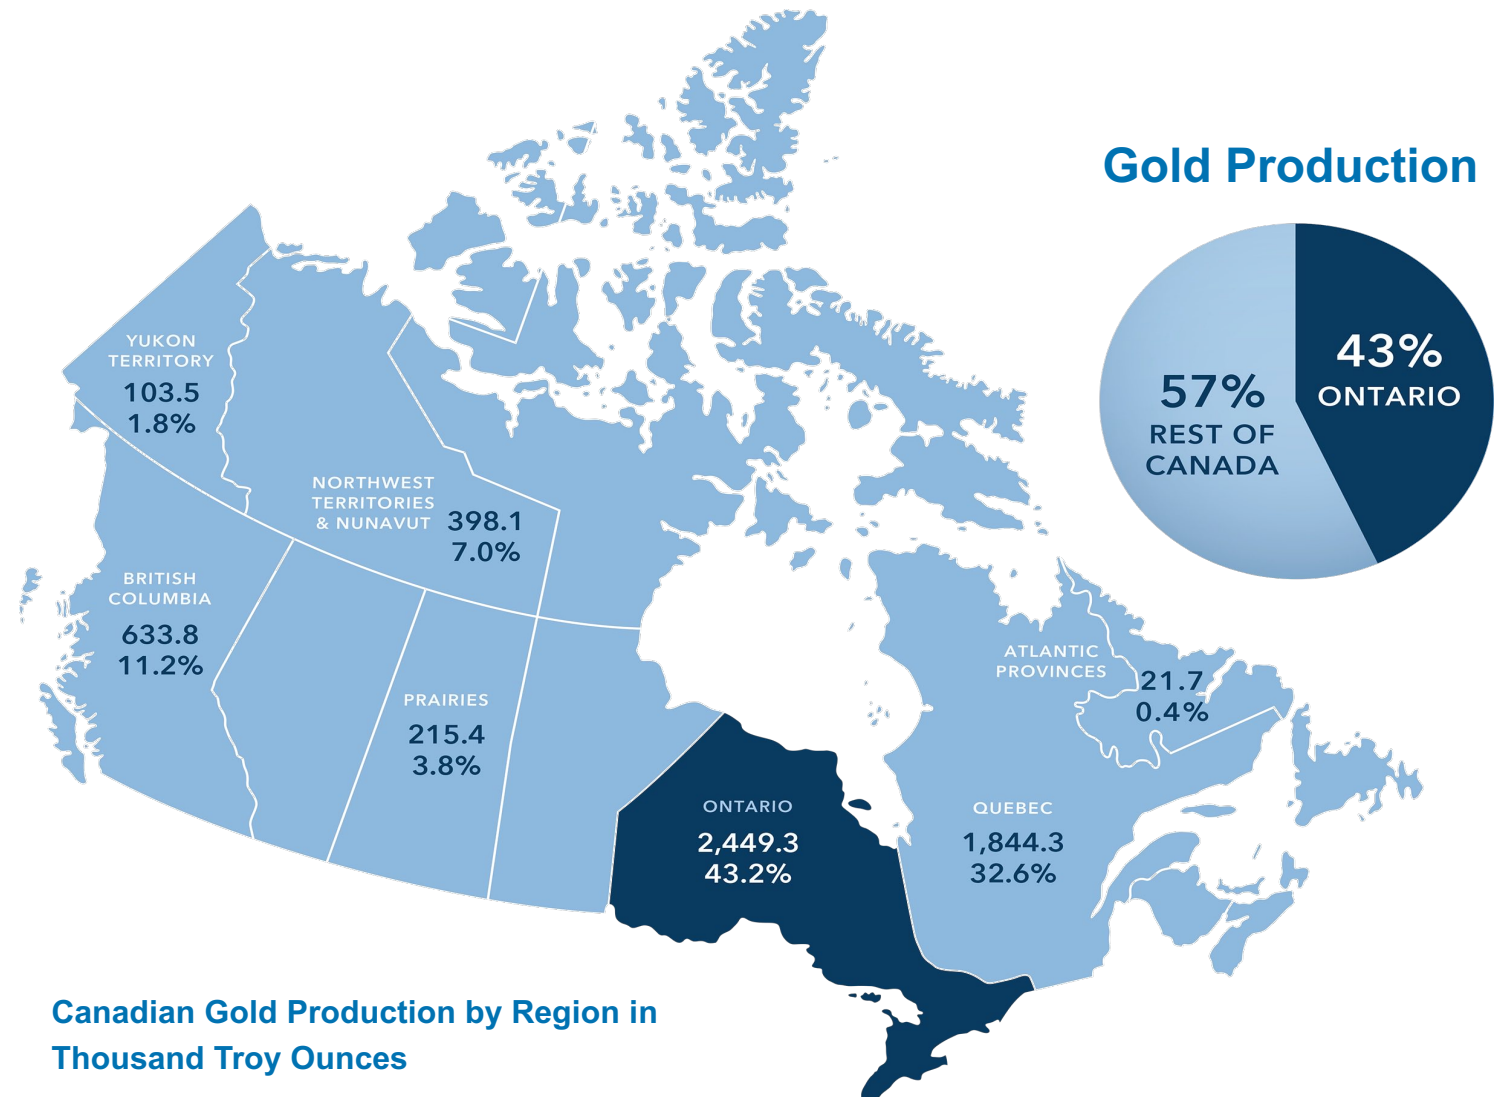 Gold Production
43%
ONTARIO
57%
REST OF
CANADA
YUKON
TERRITORY
103.5
1.8%
NORTHWEST
TERRITORIES
& NUNAVUT
398.1
7.0%
BRITISH
COLUMBIA
633.8
11.2%
PRAIRIES
215.4
3.8%
ONTARIO
2,449.3
43.2%
QUEBEC
1,844.3
32.6%
ATLANTIC
PROVINCES
21.7
0.4%
Canadian Gold Production by Region in
Thousand Troy Ounces